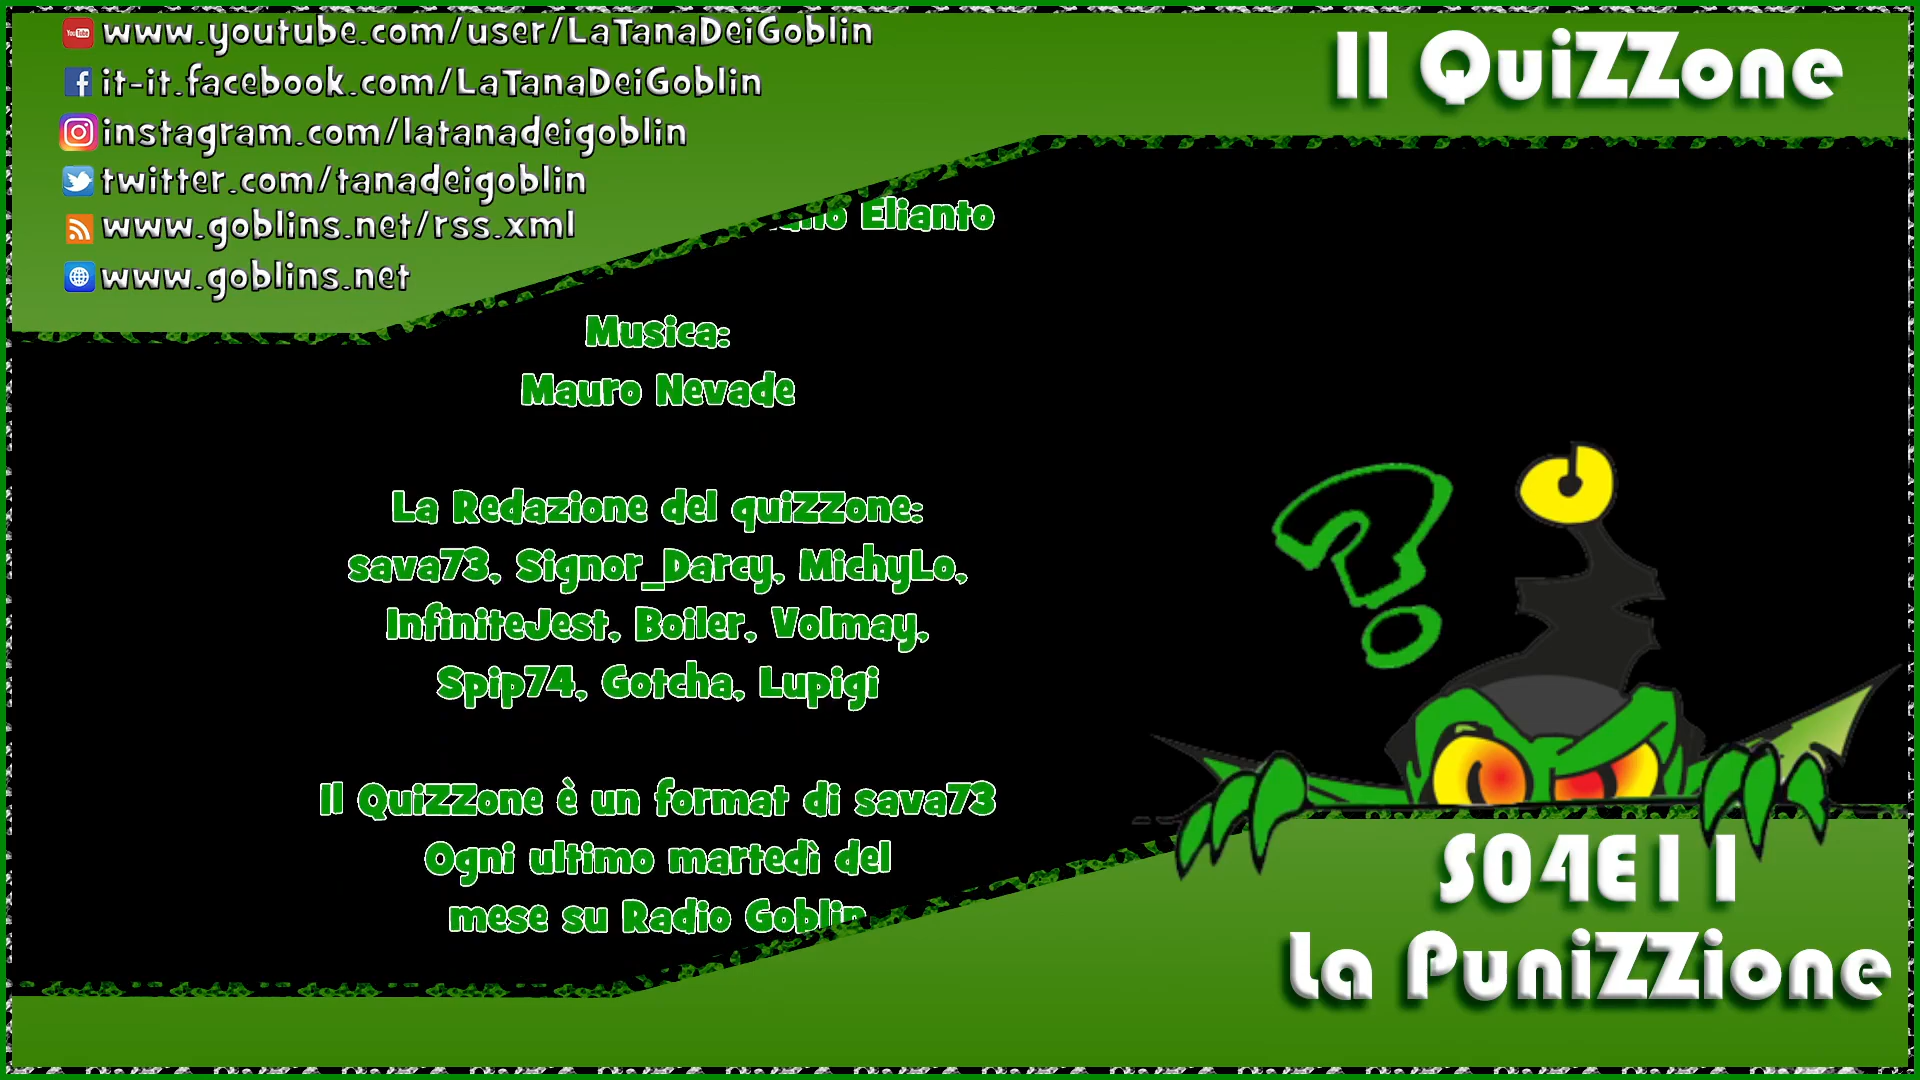 www.youtube.com/user/LaTanaDeiGoblin
it-it.facebook.com/LaTanaDeiGoblin
instagram.com/latanadeigoblin
twitter.com/tanadeigoblin
www.goblins.net/rss.xml
www.goblins.net
Il QuiZZone
Elianto
Musica:
Mauro Nevade
La Redazione del quiZZone:
sava73, Signor_Darcy, MichyLo,
InfiniteJest, Boiler, Volmay,
Spip74, Gotcha, Lupigi
Il QuiZZone è un format di sava73
Ogni ultimo martedì del
mese su Radio Goblin
S04E11
La PuniZZione